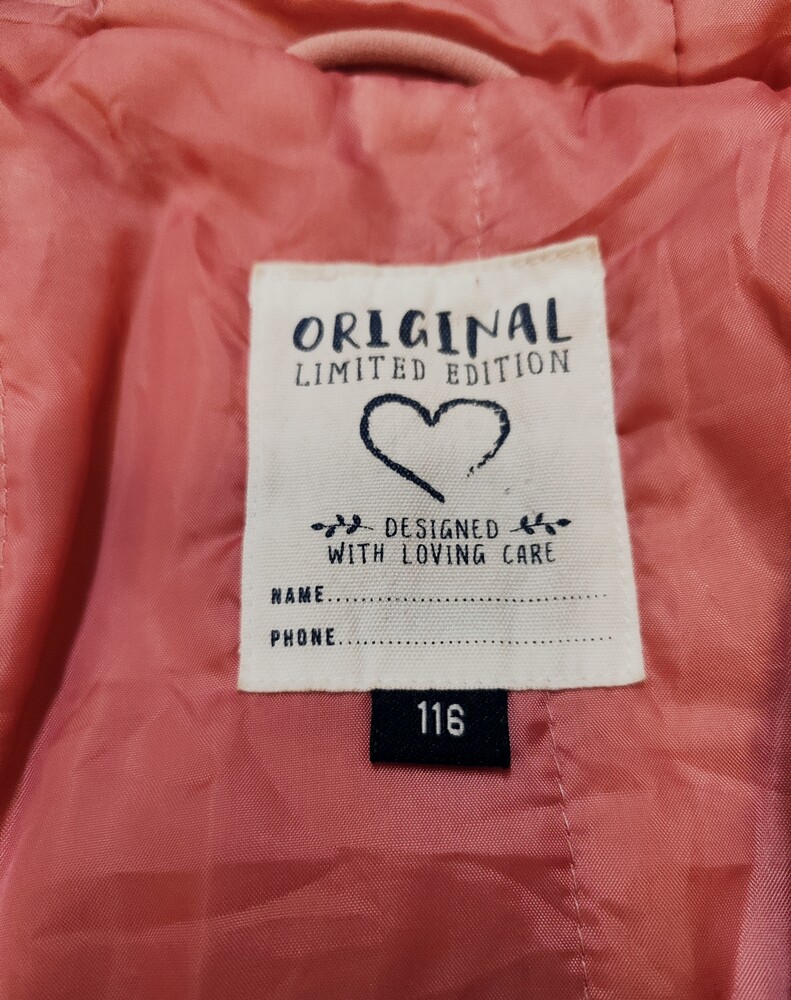 ORIGINAL
LIMITED EDITION
DESIGNED
WITH LOVING CARE
NAME......................................
PHONE......................................
116